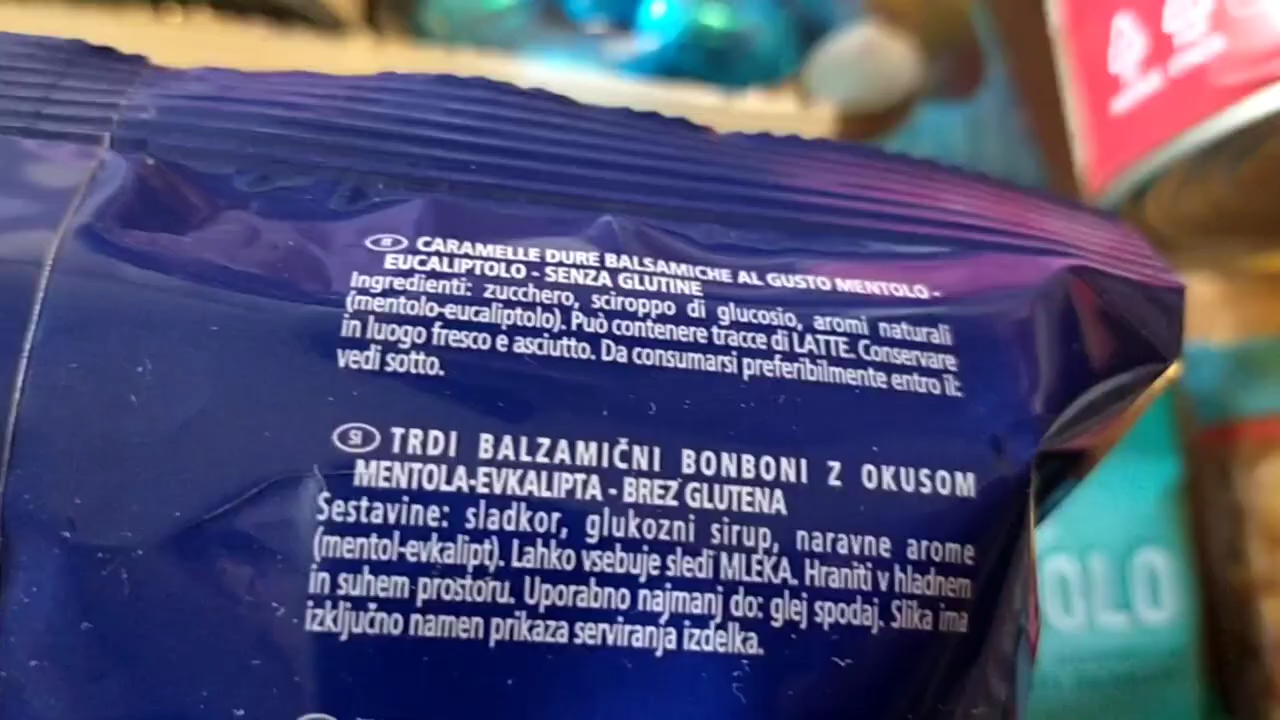 IT CARAMELLE DURE BALSAMICHE AL GUSTO MENTOLO -
EUCALIPTOLO - SENZA GLUTINE
Ingredienti: zucchero, sciroppo di glucosio, aromi naturali
(mentolo-eucaliptolo). Può contenere tracce di LATTE. Conservare
in luogo fresco e asciutto. Da consumarsi preferibilmente entro il:
vedi sotto.
SI TRDI BALZAMIČNI BONBONI Z OKUSOM
MENTOLA-EVKALIPTA - BREZ GLUTENA
Sestavine: sladkor, glukozni sirup, naravne arome
(mentol-evkalipt). Lahko vsebuje sledi MLEKA. Hraniti v hladnem
in suhem prostoru. Uporabno najmanj do: glej spodaj. Slika ima
izključno namen prikaza serviranja izdelka.
OLO